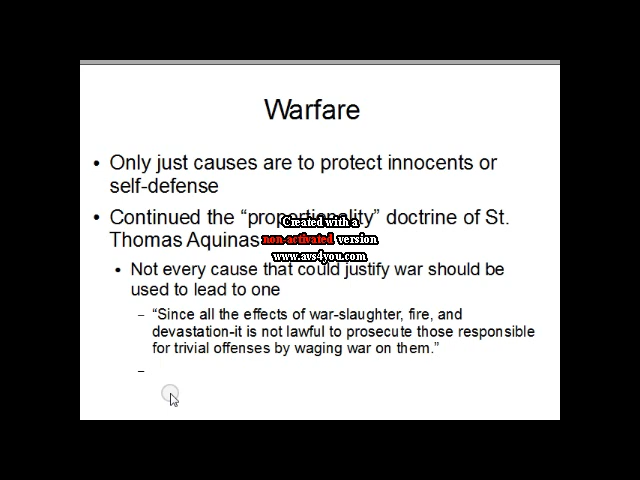 Warfare
• Only just causes are to protect innocents or
self-defense
• Continued the “proportionality” doctrine of St.
Thomas Aquinas
• Not every cause that could justify war should be
used to lead to one
– “Since all the effects of war-slaughter, fire, and
devastation-it is not lawful to prosecute those responsible
for trivial offenses by waging war on them.”
–
Created with a
non-activated version
www.avs4you.com